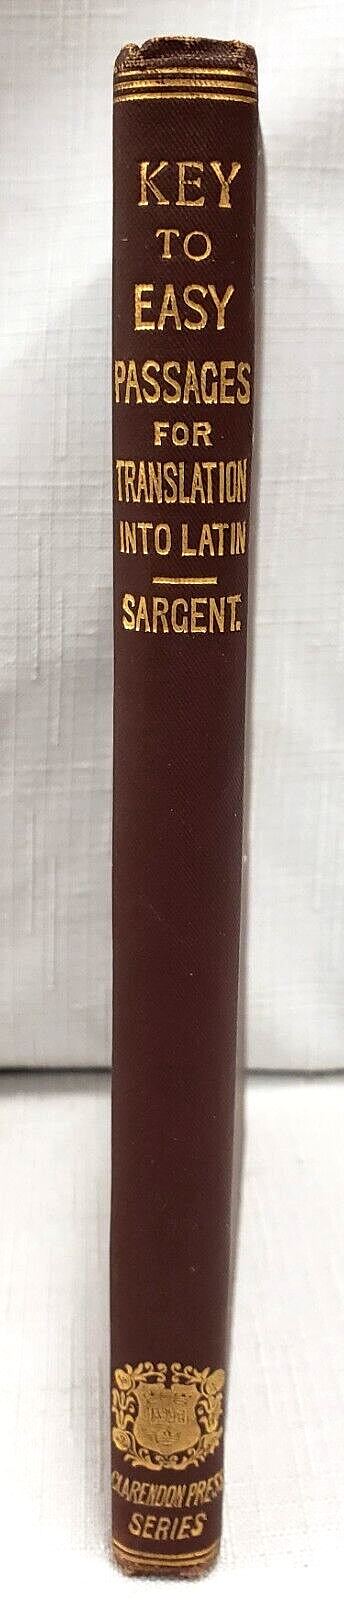 KEY
TO
EASY
PASSAGES
FOR
TRANSLATION
INTO LATIN
SARGENT.
CLARENDON PRESS
SERIES